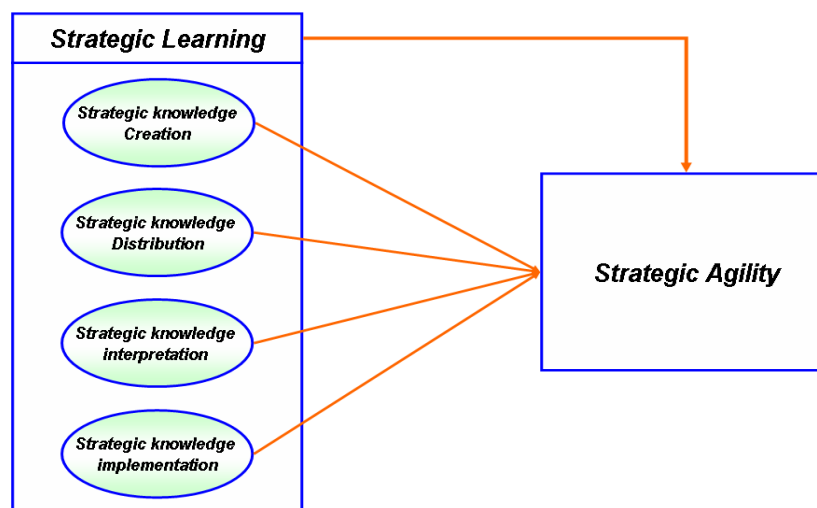 Strategic Learning
Strategic knowledge
Creation
Strategic knowledge
Distribution
Strategic Agility
Strategic knowledge
interpretation
Strategic knowledge
implementation